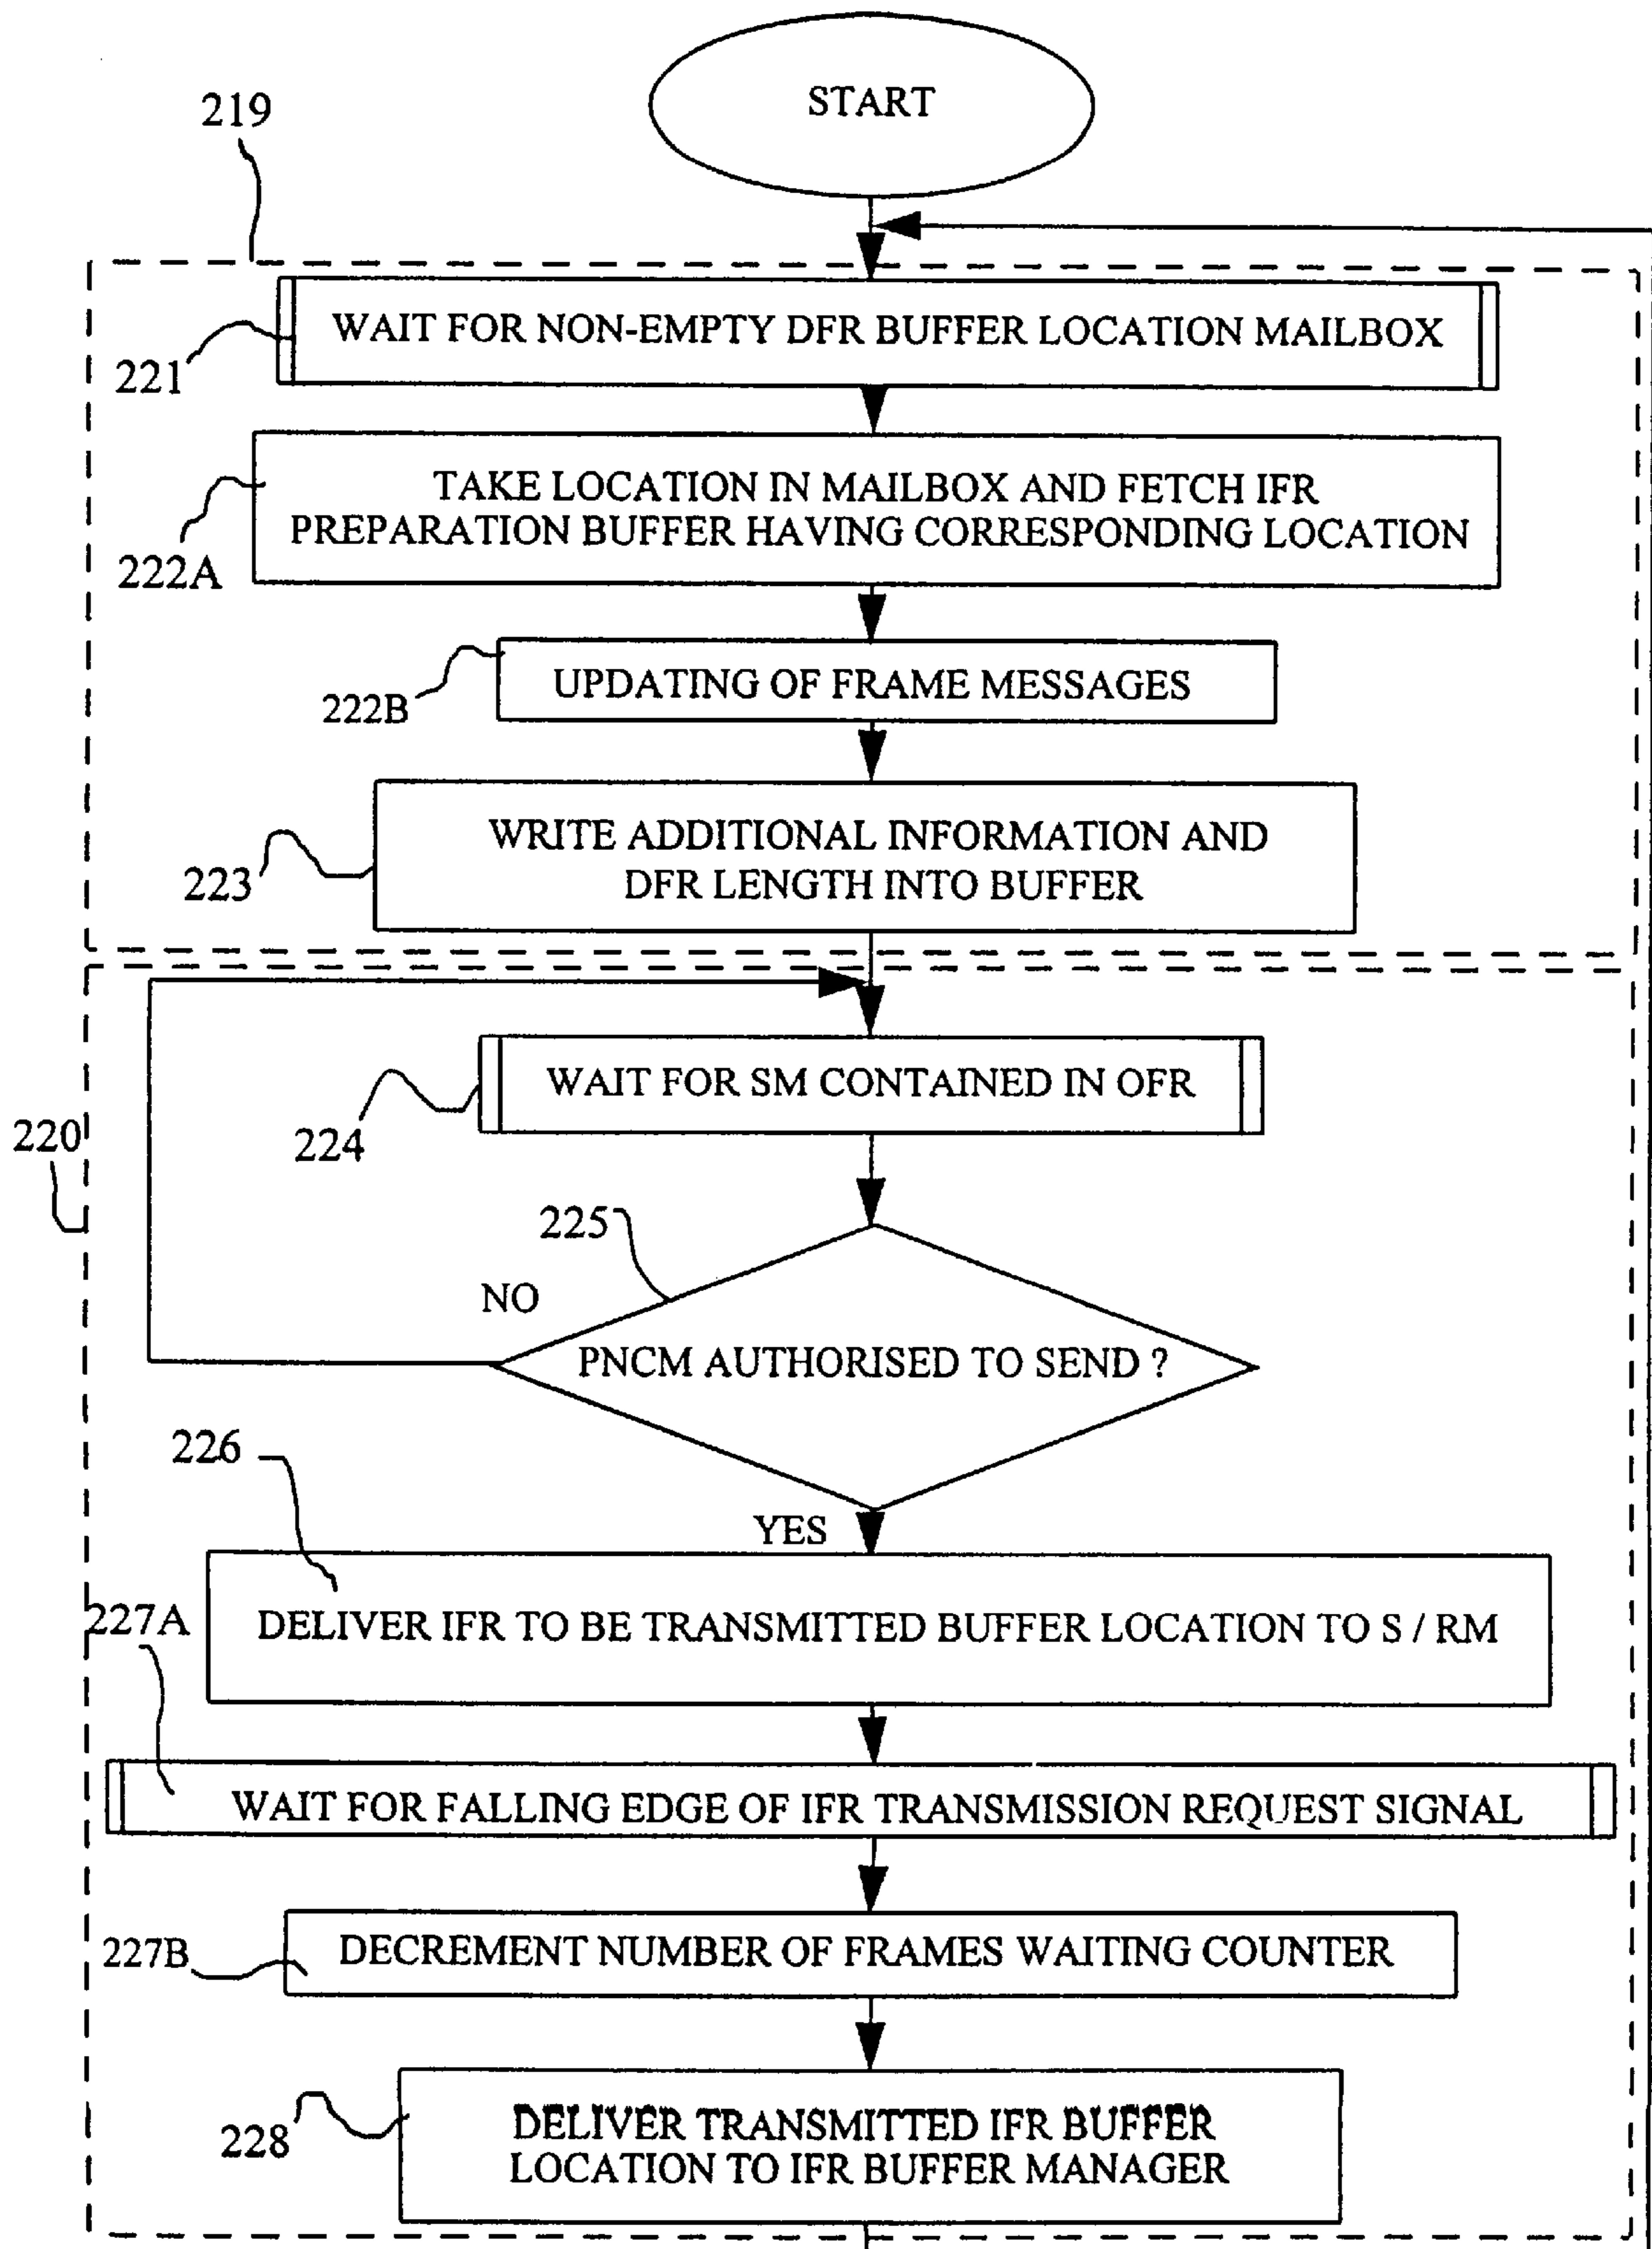 START
219
WAIT FOR NON-EMPTY DFR BUFFER LOCATION MAILBOX
221
TAKE LOCATION IN MAILBOX AND FETCH IFR
PREPARATION BUFFER HAVING CORRESPONDING LOCATION
222A
UPDATING OF FRAME MESSAGES
222B
WRITE ADDITIONAL INFORMATION AND
DFR LENGTH INTO BUFFER
223
WAIT FOR SM CONTAINED IN OFR
224
220
225
NO
PNCM AUTHORISED TO SEND ?
226
YES
DELIVER IFR TO BE TRANSMITTED BUFFER LOCATION TO S / RM
227A
WAIT FOR FALLING EDGE OF IFR TRANSMISSION REQUEST SIGNAL
DECREMENT NUMBER OF FRAMES WAITING COUNTER
227B
DELIVER TRANSMITTED IFR BUFFER
LOCATION TO IFR BUFFER MANAGER
228